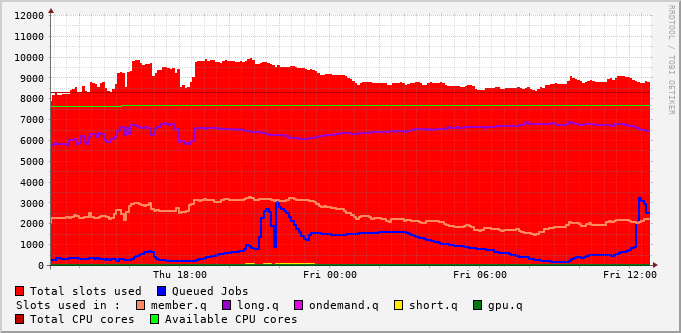 RRDTOOL / TOBI OETIKER
12000
11000
10000
9000
8000
7000
6000
5000
4000
3000
2000
1000
0
Thu 18:00 Fri 00:00 Fri 06:00 Fri 12:00
Total slots used Queued Jobs
Slots used in : member.q long.q ondemand.q short.q gpu.q
Total CPU cores Available CPU cores